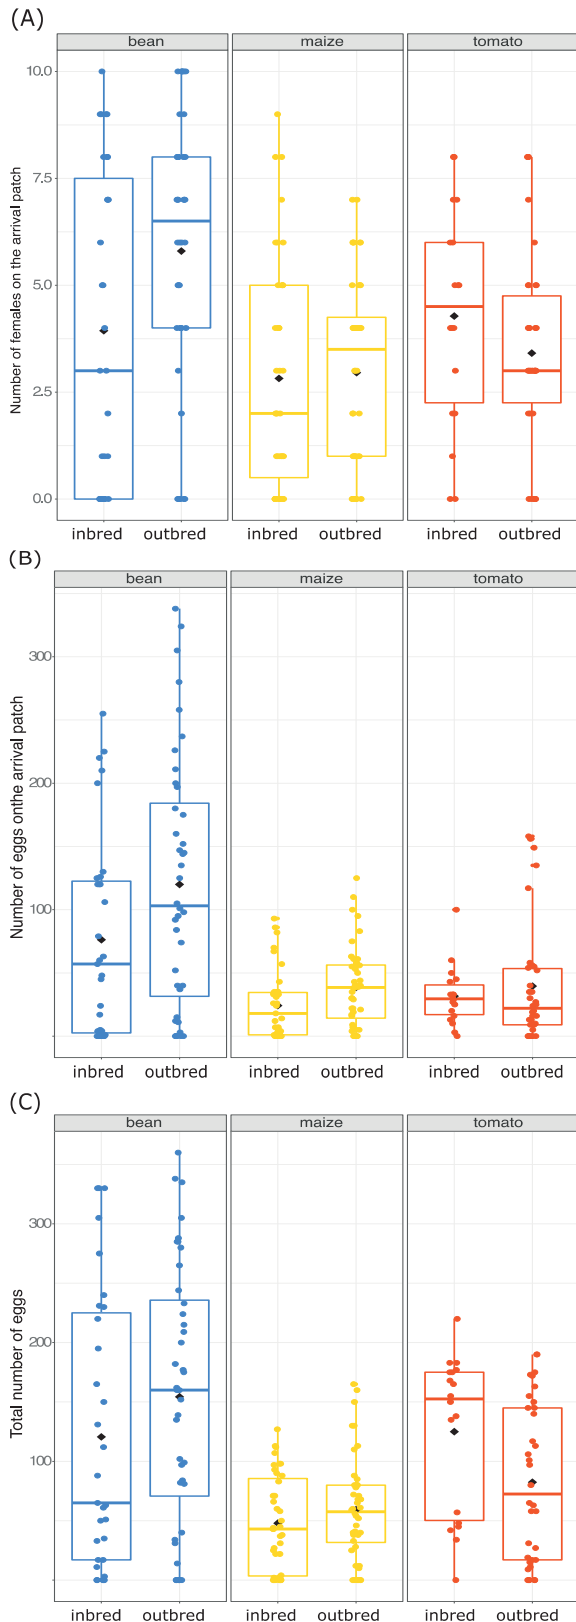 (A)
bean maize tomato
Number of females on the arrival patch
10.0
7.5
5.0
2.5
0.0
inbred outbred inbred outbred inbred outbred
(B)
bean maize tomato
Number of eggs onthe arrival patch
300
200
100
inbred outbred inbred outbred inbred outbred
(C)
bean maize tomato
Total number of eggs
300
200
100
0
inbred outbred inbred outbred inbred outbred